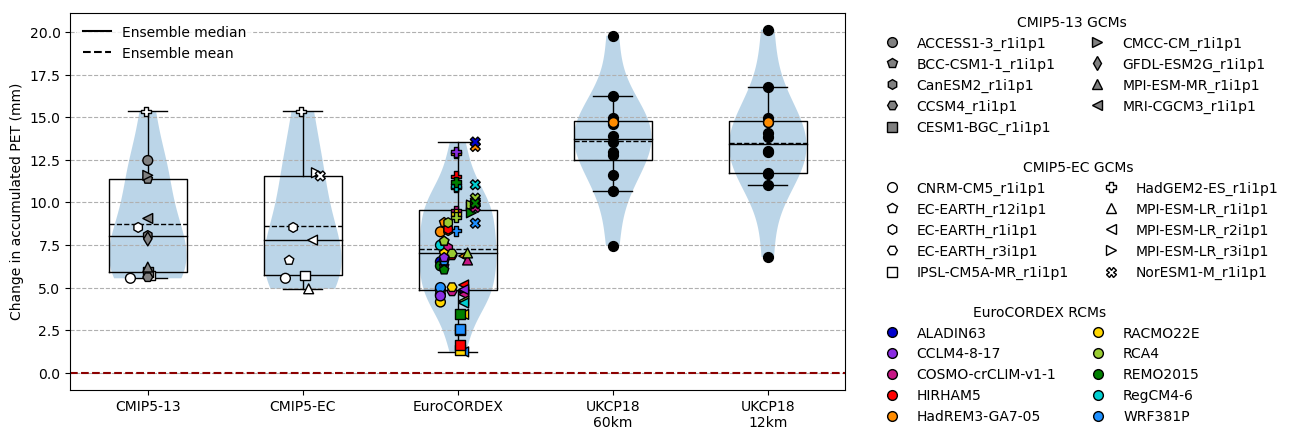 Change in accumulated PET (mm)
20.0
17.5
15.0
12.5
10.0
7.5
5.0
2.5
0.0
Ensemble median
Ensemble mean
CMIP5-13
CMIP5-EC
EuroCORDEX
UKCP18
60km
UKCP18
12km
CMIP5-13 GCMs
ACCESS1-3_r1i1p1
BCC-CSM1-1_r1i1p1
CanESM2_r1i1p1
CCSM4_r1i1p1
CESM1-BGC_r1i1p1
CMCC-CM_r1i1p1
GFDL-ESM2G_r1i1p1
MPI-ESM-MR_r1i1p1
MRI-CGCM3_r1i1p1
CMIP5-EC GCMs
CNRM-CM5_r1i1p1
EC-EARTH_r12i1p1
EC-EARTH_r1i1p1
EC-EARTH_r3i1p1
IPSL-CM5A-MR_r1i1p1
HadGEM2-ES_r1i1p1
MPI-ESM-LR_r1i1p1
MPI-ESM-LR_r2i1p1
MPI-ESM-LR_r3i1p1
NorESM1-M_r1i1p1
EuroCORDEX RCMs
ALADIN63
CCLM4-8-17
COSMO-crCLIM-v1-1
HIRHAM5
HadREM3-GA7-05
RACMO22E
RCA4
REMO2015
RegCM4-6
WRF381P